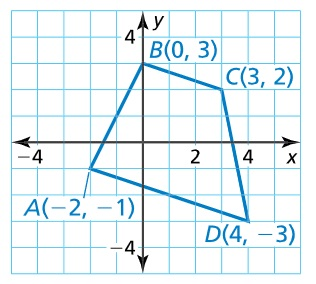 y
4
B(0, 3)
C(3, 2)
−4
2
4
x
A(−2, −1)
D(4, −3)
−4